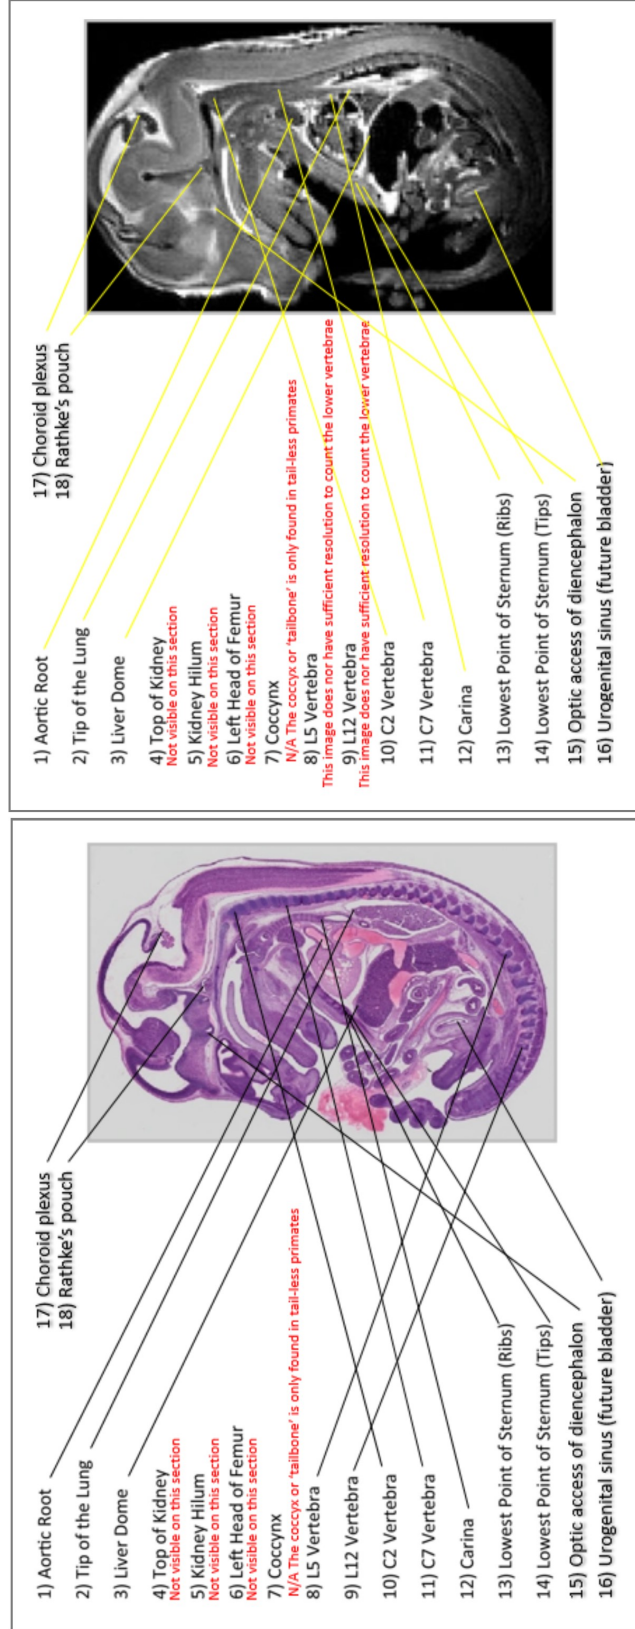 1) Aortic Root
2) Tip of the Lung
3) Liver Dome
4) Top of Kidney
Not visible on this section
5) Kidney Hilum
Not visible on this section
6) Left Head of Femur
Not visible on this section
7) Coccynx
N/A The coccyx or 'tailbone' is only found in tail-less primates
8) L5 Vertebra
9) L12 Vertebra
10) C2 Vertebra
11) C7 Vertebra
12) Carina
13) Lowest Point of Sternum (Ribs)
14) Lowest Point of Sternum (Tips)
15) Optic access of diencephalon
16) Urogenital sinus (future bladder)
17) Choroid plexus
18) Rathke's pouch
1) Aortic Root
2) Tip of the Lung
3) Liver Dome
4) Top of Kidney
Not visible on this section
5) Kidney Hilum
Not visible on this section
6) Left Head of Femur
Not visible on this section
7) Coccynx
N/A The coccyx or 'tailbone' is only found in tail-less primates
8) L5 Vertebra
This image does nor have sufficient resolution to count the lower vertebrae
9) L12 Vertebra
This image does nor have sufficient resolution to count the lower vertebrae
10) C2 Vertebra
11) C7 Vertebra
12) Carina
13) Lowest Point of Sternum (Ribs)
14) Lowest Point of Sternum (Tips)
15) Optic access of diencephalon
16) Urogenital sinus (future bladder)
17) Choroid plexus
18) Rathke's pouch